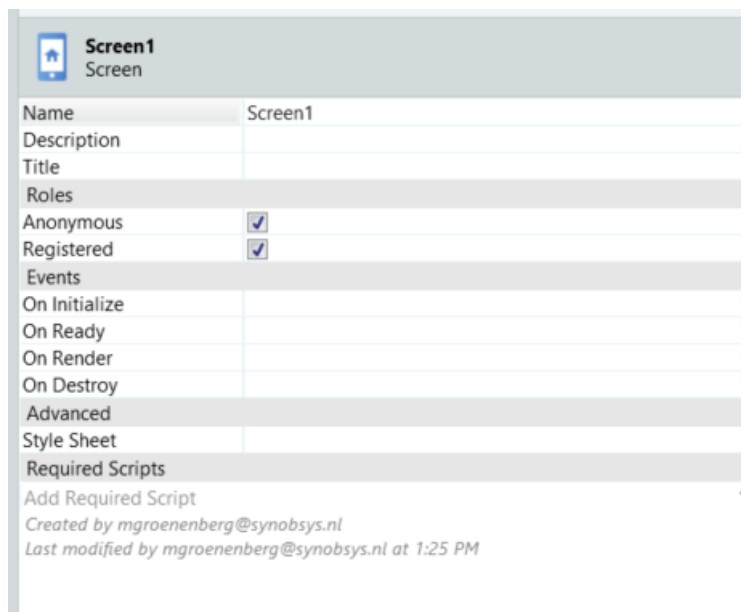 Screen1
Screen
Name Screen1
Description
Title
Roles
Anonymous
Registered
Events
On Initialize
On Ready
On Render
On Destroy
Advanced
Style Sheet
Required Scripts
Add Required Script
Created by mgroenenberg@synobsys.nl
Last modified by mgroenenberg@synobsys.nl at 1:25 PM